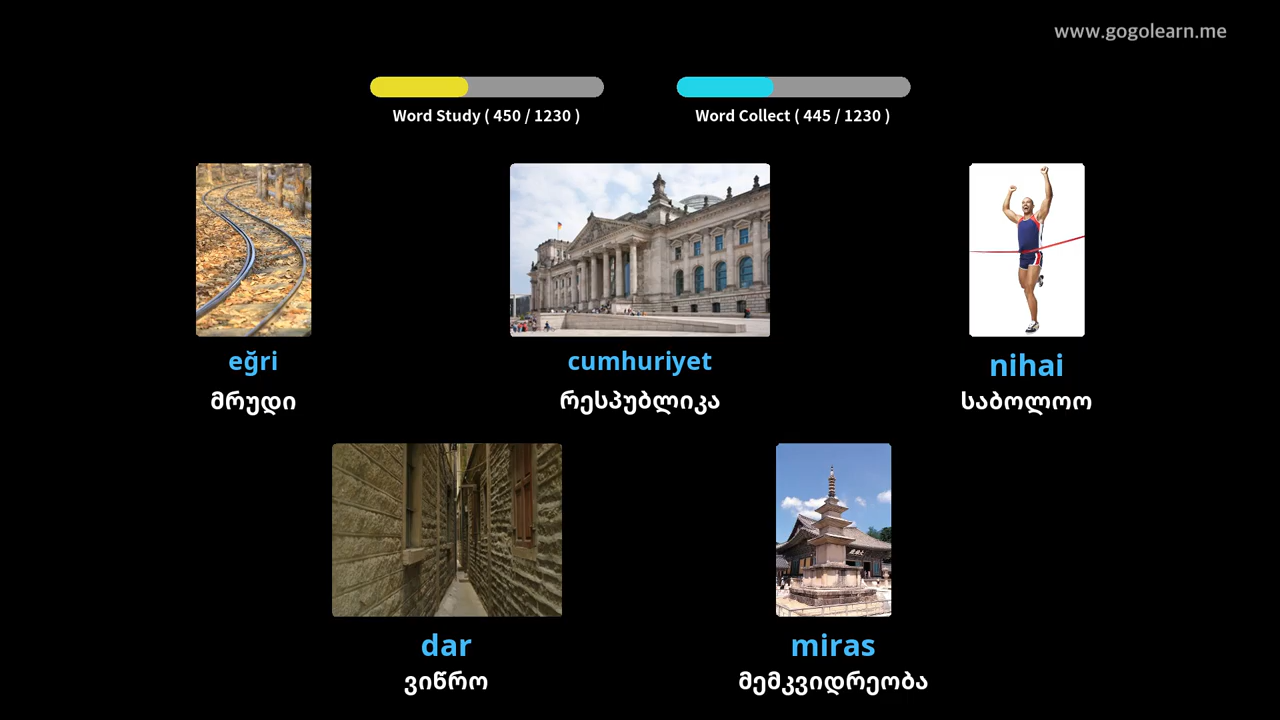 www.gogolearn.me
Word Study ( 450 / 1230 )
Word Collect ( 445 / 1230 )
eğri
cumhuriyet
nihai
მრუდი
რესპუბლიკა
საბოლოო
dar
miras
ვიწრო
მემკვიდრეობა